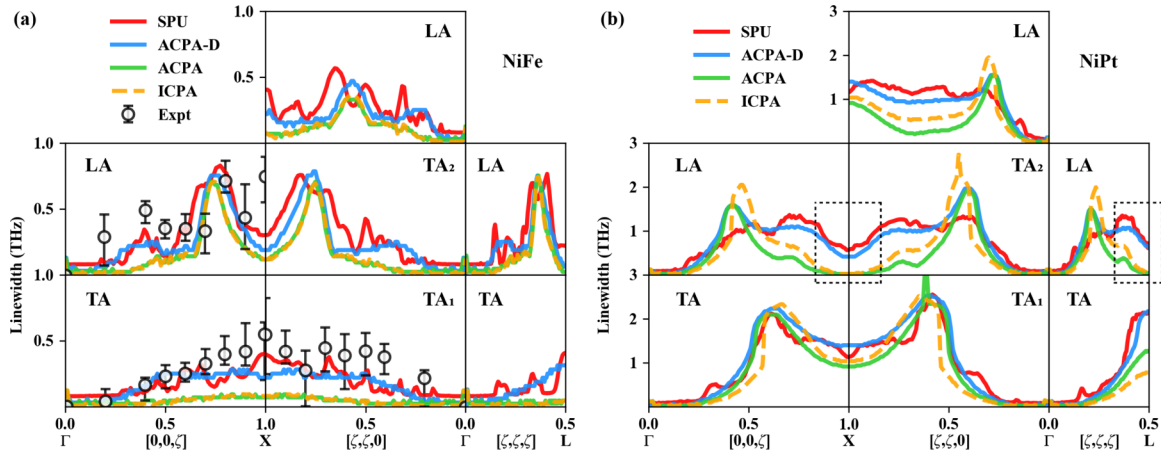 (a)
SPU
ACPA-D
ACPA
ICPA
Expt
LA
NiFe
1.0
0.5
1.0
LA
TA₂
LA
0.5
1.0
TA
TA₁
TA
0.5
Linewidth (THz)
Γ
0.5
1.0
0.5
Γ
0.5
[0,0,ζ]
X
[ζ,ζ,0]
[ζ,ζ,ζ]
L
(b)
SPU
ACPA-D
ACPA
ICPA
LA
NiPt
3
2
1
3
LA
TA₂
LA
2
1
3
TA
TA₁
TA
2
1
Linewidth (THz)
0.0
0.5
1.0
0.5
0.0
0.5
Γ
[0,0,ζ]
X
[ζ,ζ,0]
Γ
[ζ,ζ,ζ]
L